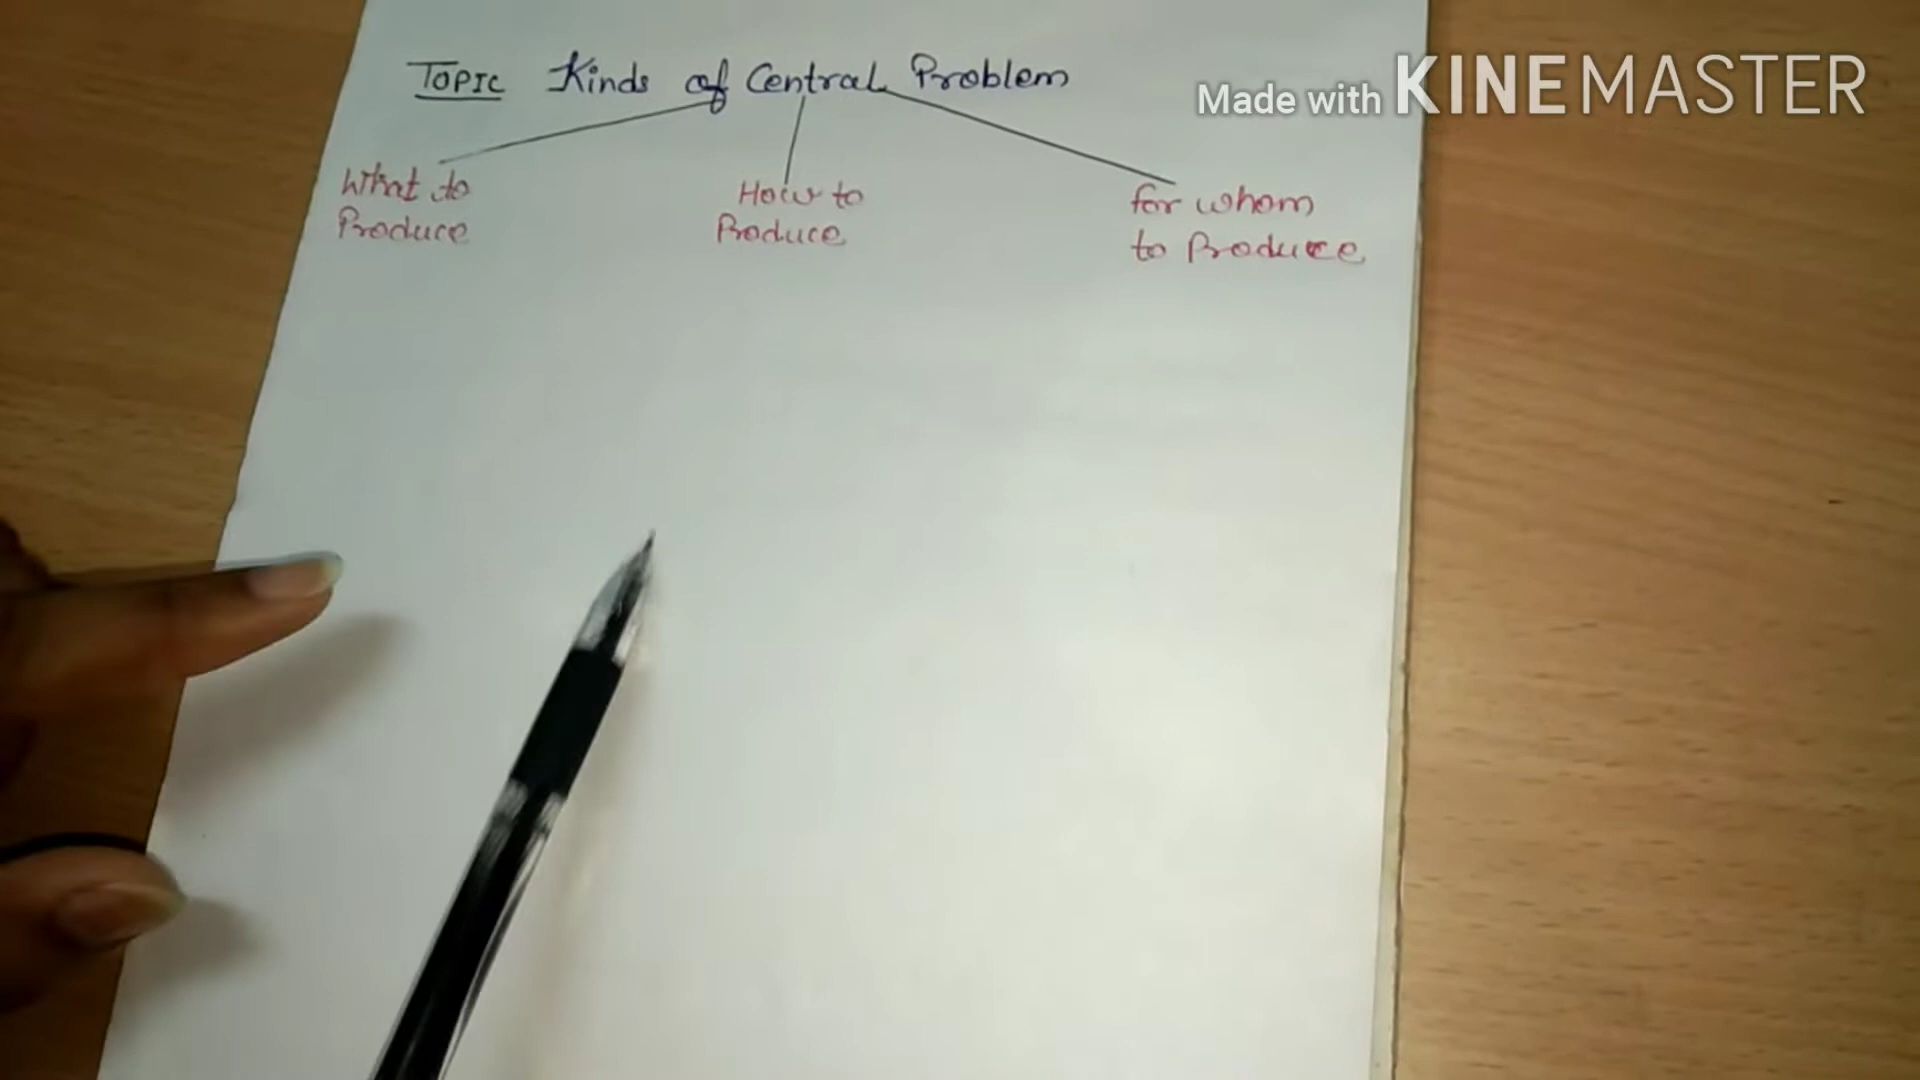 Topic Kinds of Central Problem
Made with KINEMASTER
What to
Produce
How to
Produce
for whom
to Produce